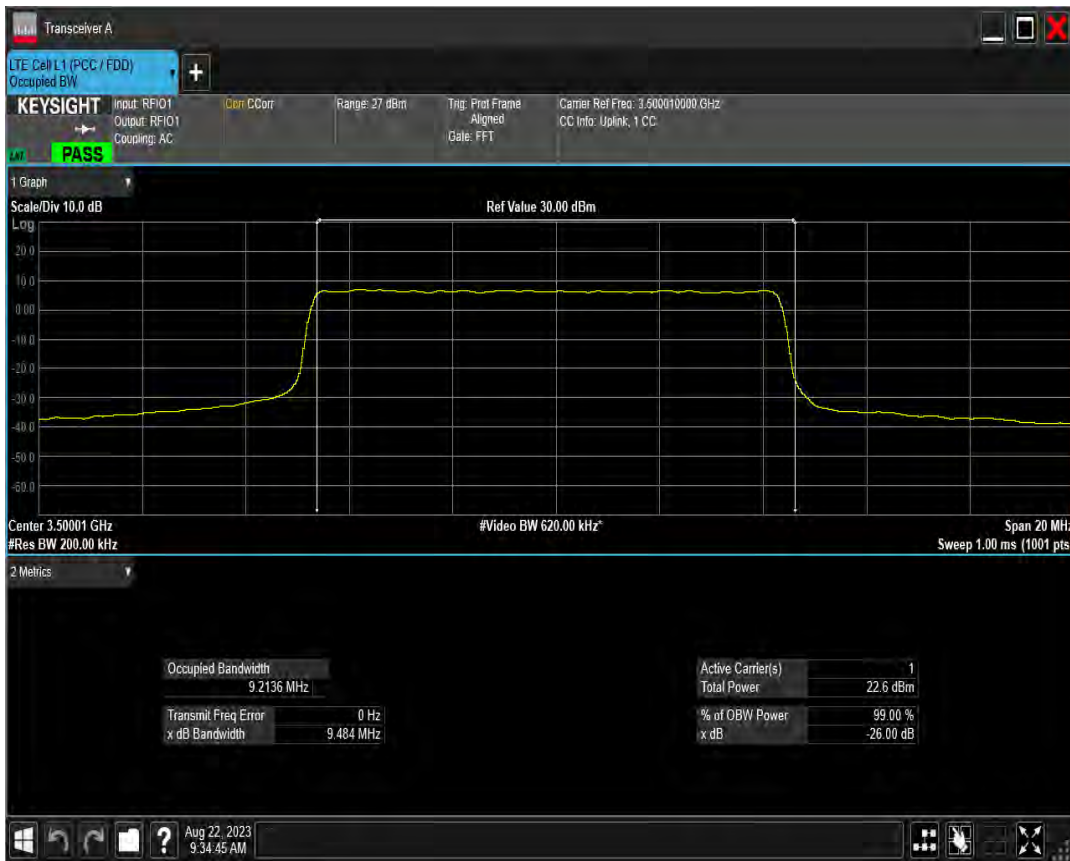 Transceiver A
LTE Cell L1 (PCC / FDD)
Occupied BW
+
KEYSIGHT
PASS
Input: RFIO1
Output: RFIO1
Coupling: AC
Corr CCorr
Range: 27 dBm
Trig: Prot Frame
Aligned
Gate: FFT
Carrier Ref Freq: 3.500010000 GHz
CC Info: Uplink, 1 CC
1 Graph
Scale/Div 10.0 dB
Ref Value 30.00 dBm
Log
20.0
10.0
0.00
-10.0
-20.0
-30.0
-40.0
-50.0
-60.0
Center 3.50001 GHz
#Video BW 620.00 kHz*
Span 20 MHz
#Res BW 200.00 kHz
Sweep 1.00 ms (1001 pts
2 Metrics
Occupied Bandwidth
9.2136 MHz
Transmit Freq Error 0 Hz
x dB Bandwidth 9.484 MHz
Active Carrier(s) 1
Total Power 22.6 dBm
% of OBW Power 99.00 %
x dB -26.00 dB
?
Aug 22, 2023
9:34:45 AM